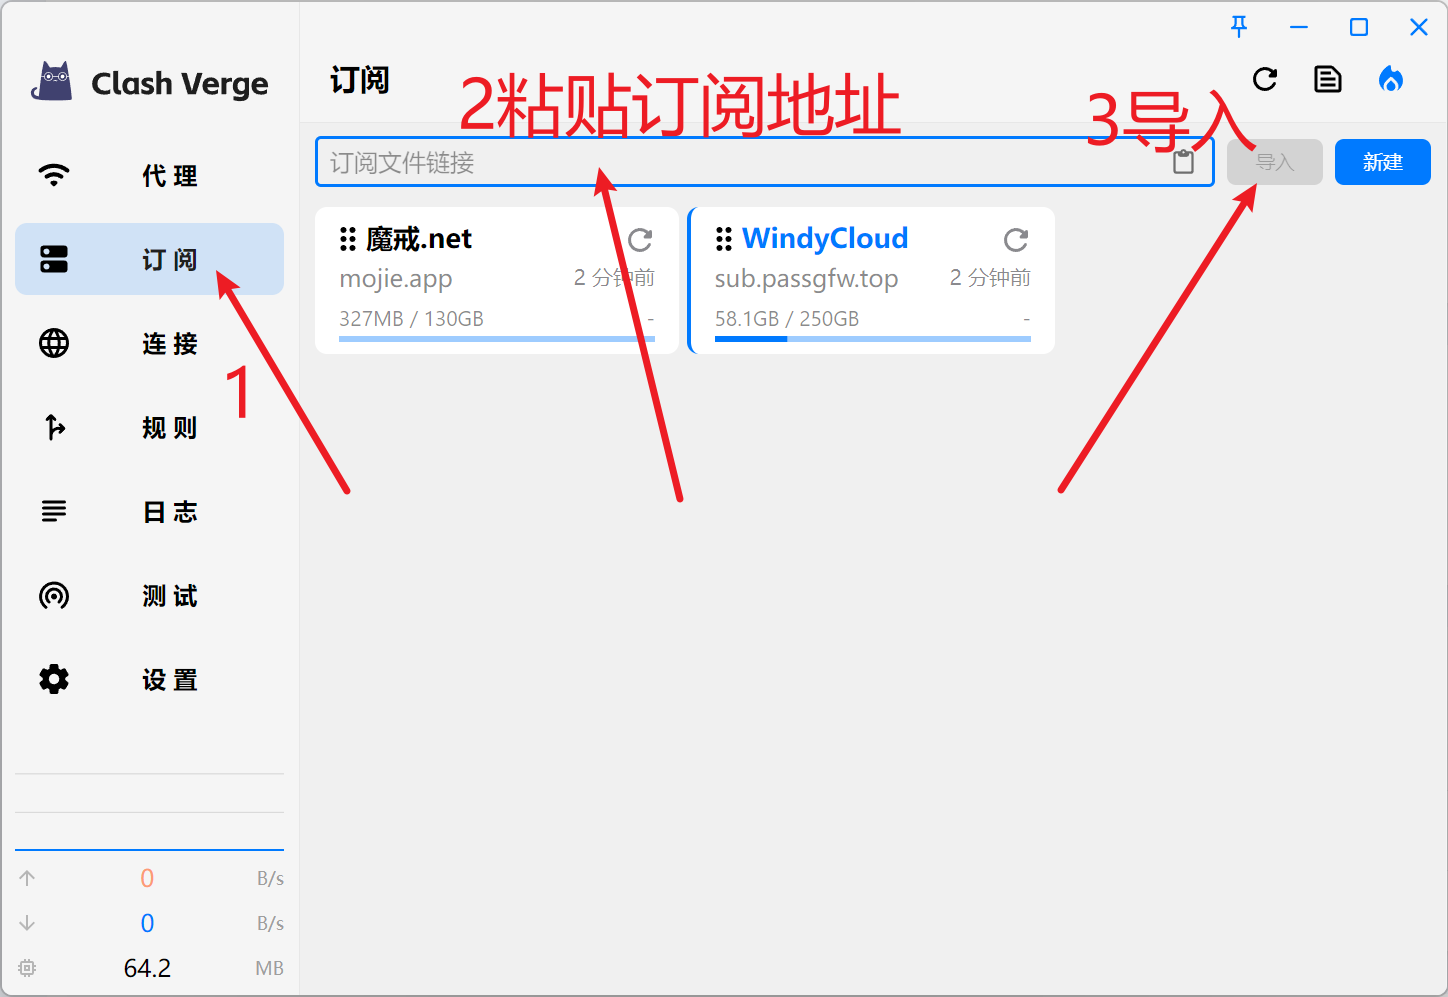 Clash Verge
代 理
订 阅
连 接
规 则
日 志
测 试
设 置
0 B/s
0 B/s
64.2 MB
订阅
2粘贴订阅地址
3导入
1
订阅文件链接
导入
新建
魔戒.net
mojie.app 2 分钟前
327MB / 130GB -
WindyCloud
sub.passgfw.top 2 分钟前
58.1GB / 250GB -